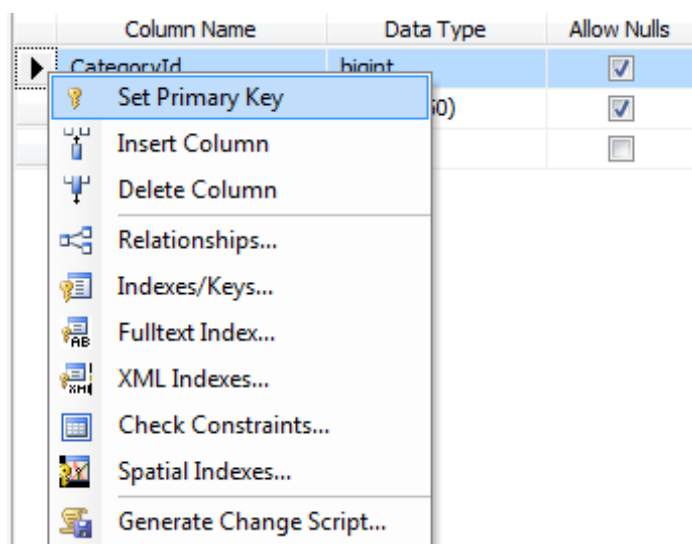 Column Name Data Type Allow Nulls
CategoryId bigint
Set Primary Key 50)
Insert Column
Delete Column
Relationships...
Indexes/Keys...
Fulltext Index...
XML Indexes...
Check Constraints...
Spatial Indexes...
Generate Change Script...